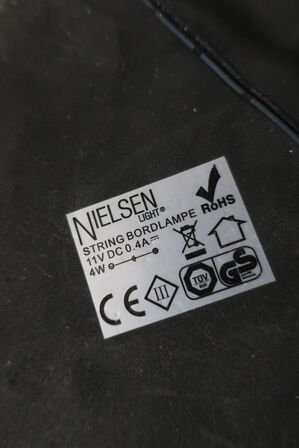 NIELSEN
LIGHT®
RoHS
STRING BORDLAMPE
11V DC 0.4A
4W
CE
III
TÜV
GS